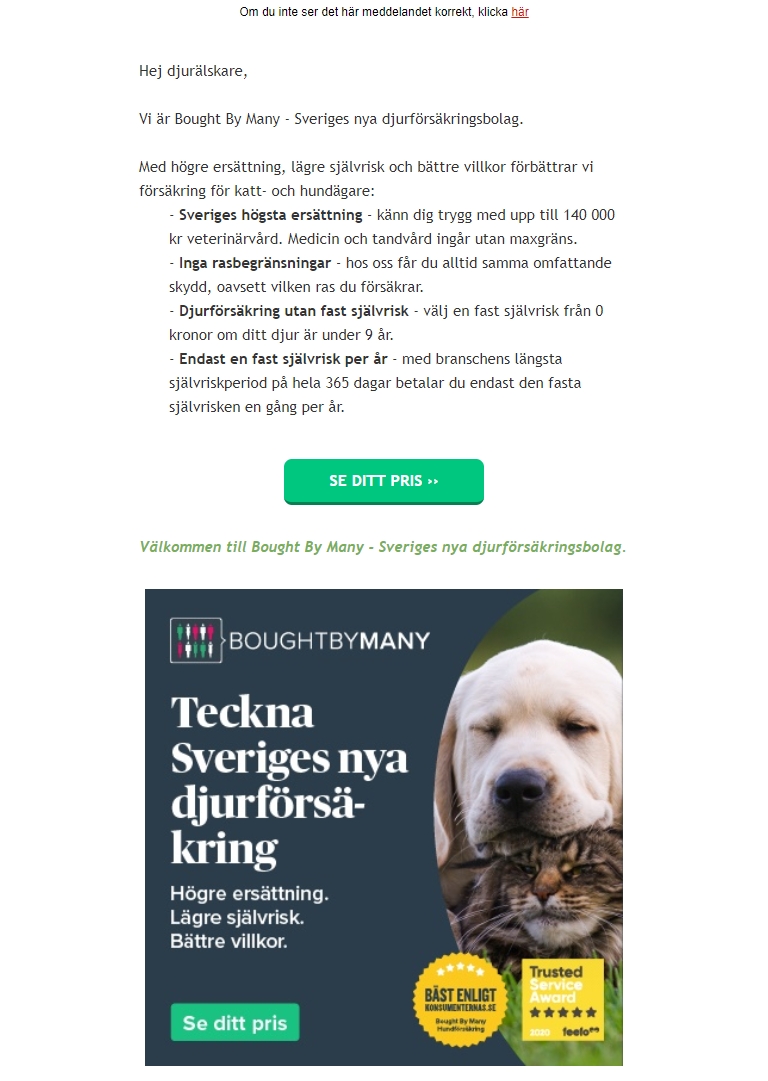 Om du inte ser det här meddelandet korrekt, klicka här
Hej djurälskare,
Vi är Bought By Many - Sveriges nya djurförsäkringsbolag.
Med högre ersättning, lägre självrisk och bättre villkor förbättrar vi
försäkring för katt- och hundägare:
- Sveriges högsta ersättning - känn dig trygg med upp till 140 000
kr veterinärvård. Medicin och tandvård ingår utan maxgräns.
- Inga rasbegränsningar - hos oss får du alltid samma omfattande
skydd, oavsett vilken ras du försäkrar.
- Djurförsäkring utan fast självrisk - välj en fast självrisk från 0
kronor om ditt djur är under 9 år.
- Endast en fast självrisk per år - med branschens längsta
självriskperiod på hela 365 dagar betalar du endast den fasta
självrisken en gång per år.
SE DITT PRIS ››
Välkommen till Bought By Many - Sveriges nya djurförsäkringsbolag.
BOUGHTBYMANY
Teckna
Sveriges nya
djurförsä-
kring
Högre ersättning.
Lägre självrisk.
Bättre villkor.
Se ditt pris
BÄST ENLIGT
KONSUMENTERNAS.SE
Bought By Many
Hundförsäkring
Trusted
Service
Award
2020 feefo